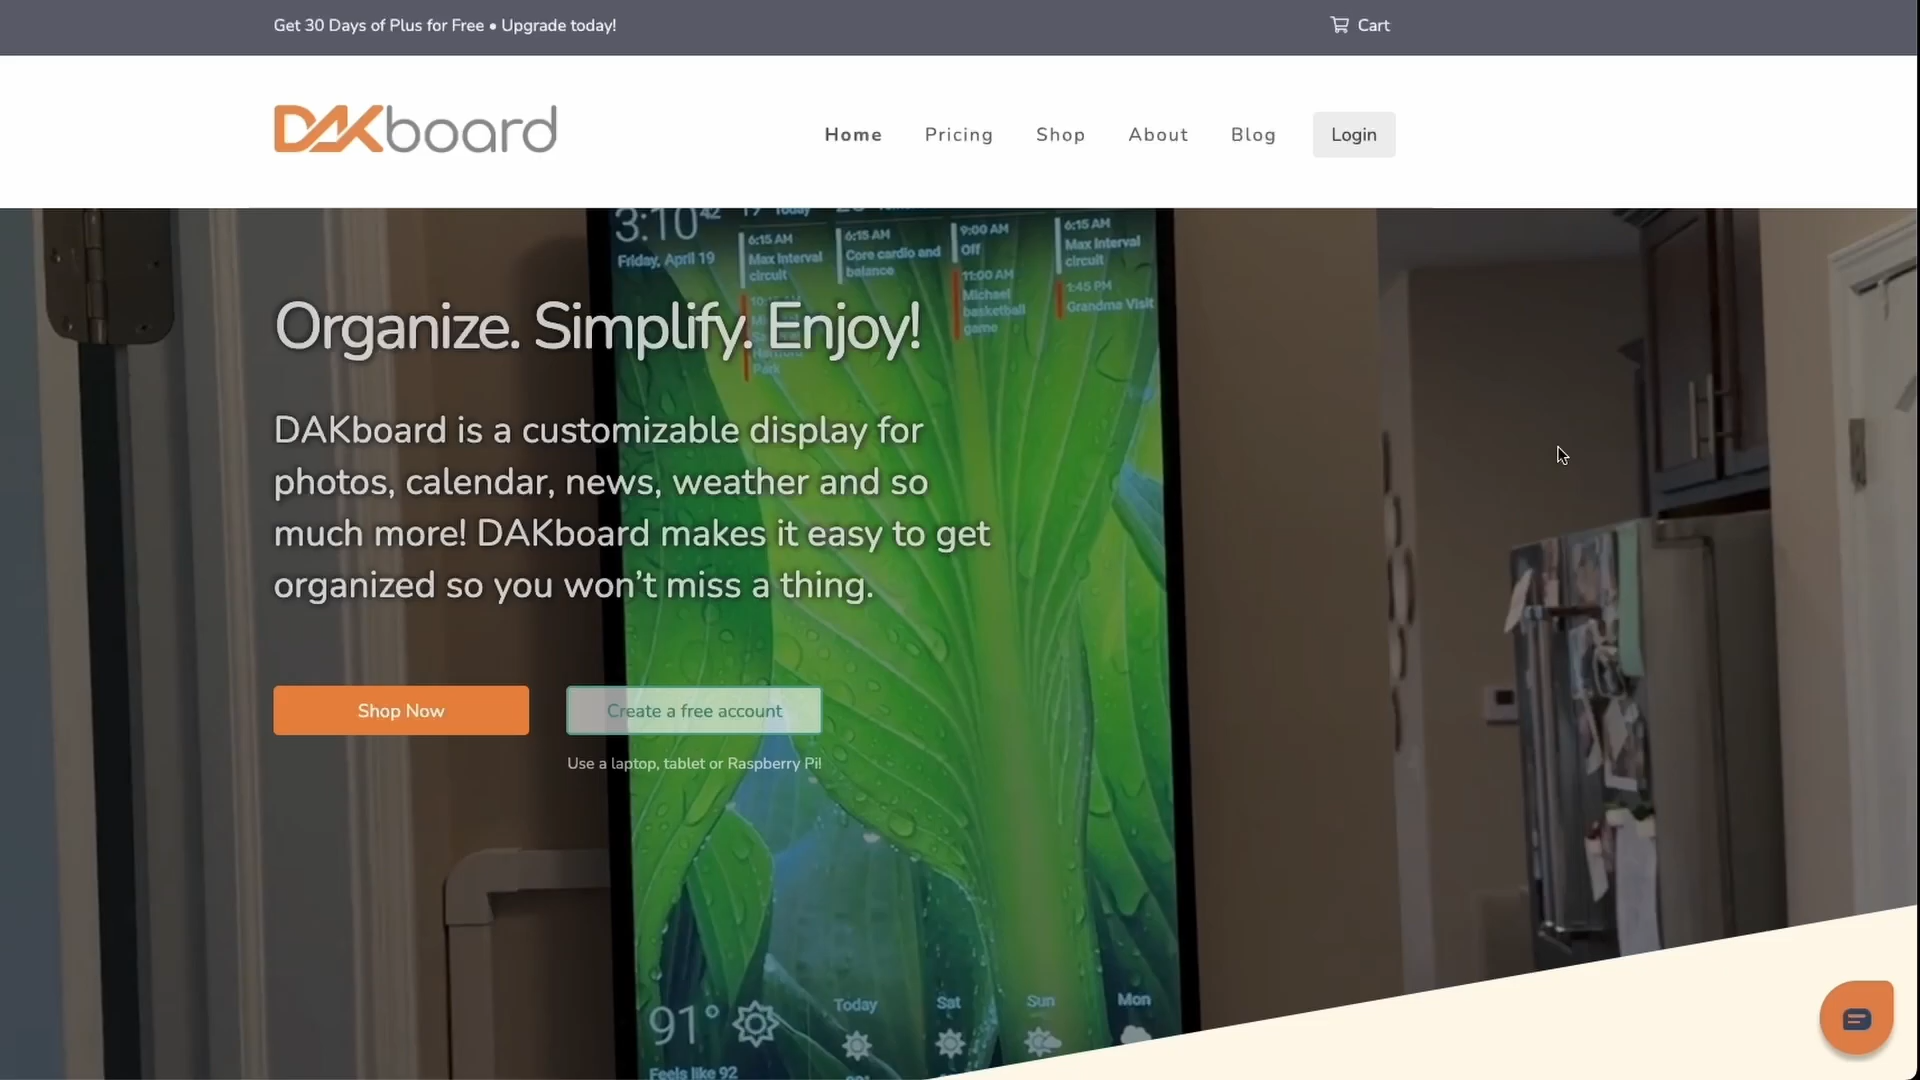 Get 30 Days of Plus for Free • Upgrade today!
Cart
DAKboard
Home
Pricing
Shop
About
Blog
Login
3:10 42
Friday, April 19
Today
6:15 AM
Max Interval
circuit
6:15 AM
Core cardio and
balance
9:00 AM
Off
11:00 AM
Michael
basketball
game
6:15 AM
Max Interval
circuit
1:45 PM
Grandma Visit
Park
Organize. Simplify. Enjoy!
DAKboard is a customizable display for
photos, calendar, news, weather and so
much more! DAKboard makes it easy to get
organized so you won’t miss a thing.
Shop Now
Create a free account
Use a laptop, tablet or Raspberry Pi!
91°
Feels like 92
Today
Sat
Sun
Mon